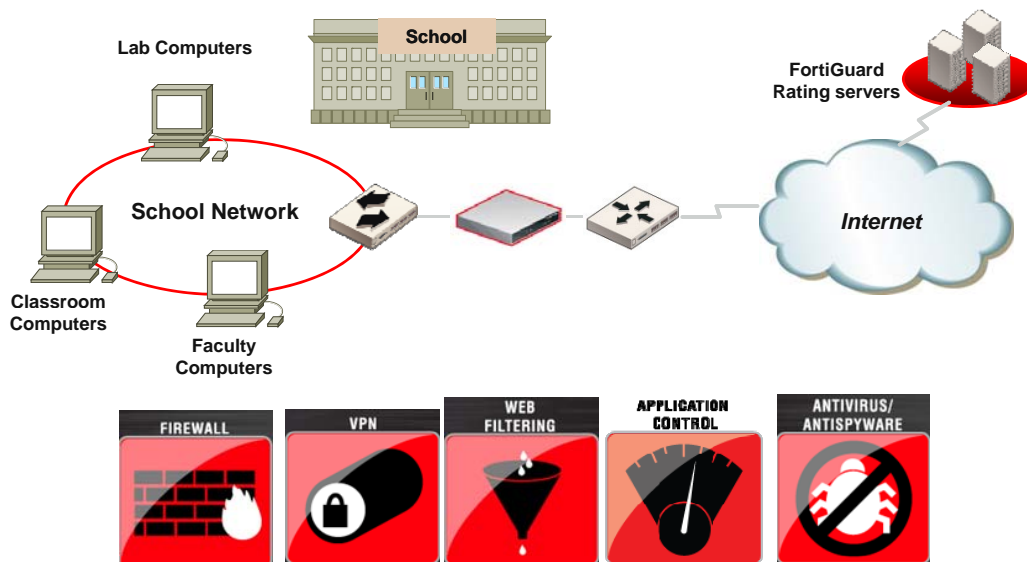 Lab Computers
School
FortiGuard
Rating servers
School Network
Internet
Classroom
Computers
Faculty
Computers
FIREWALL
VPN
WEB
FILTERING
APPLICATION
CONTROL
ANTIVIRUS/
ANTISPYWARE